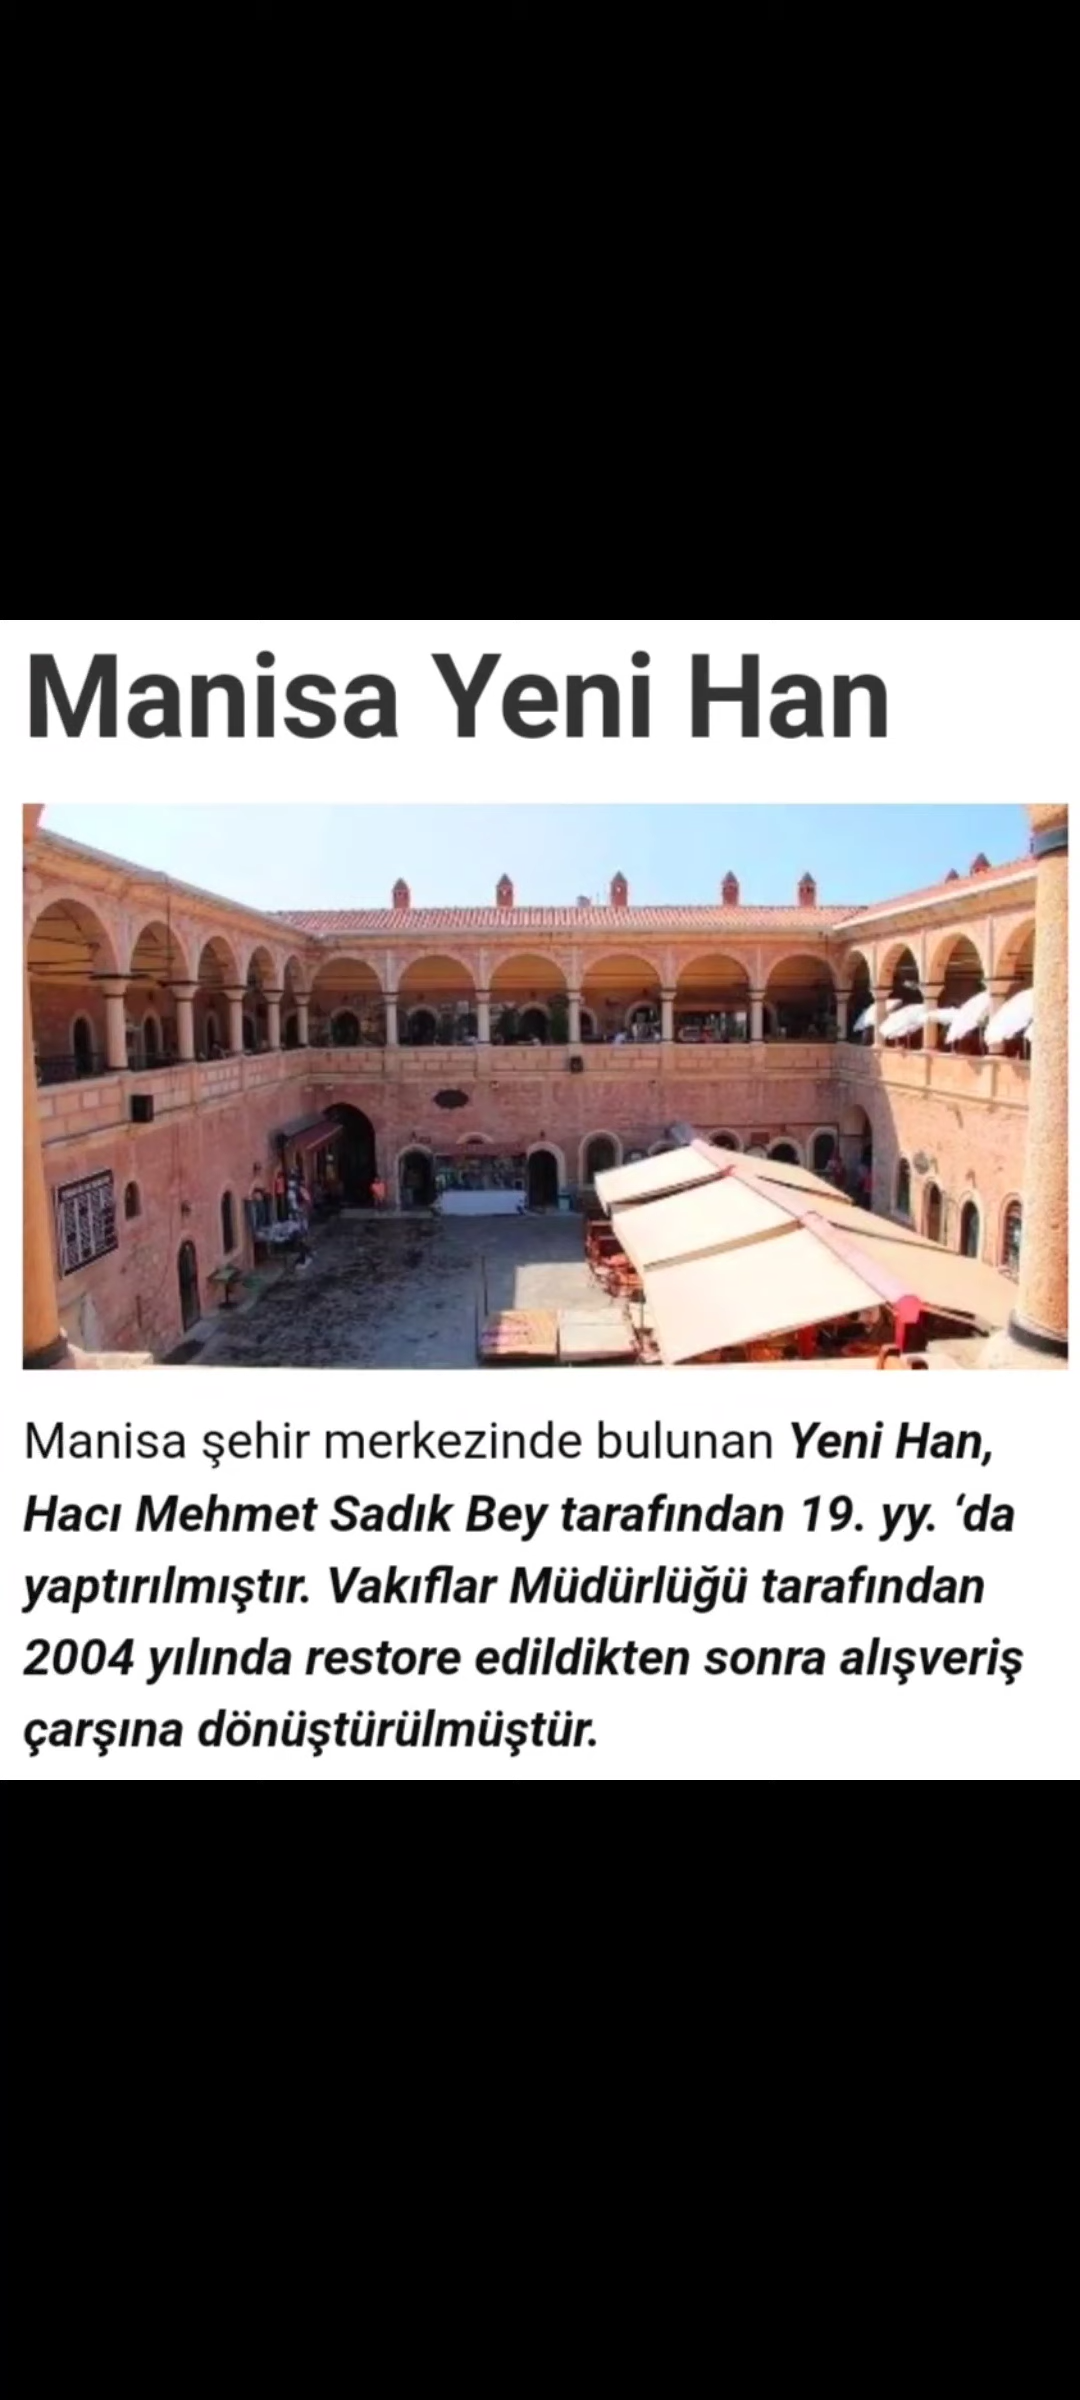 Manisa Yeni Han
Manisa şehir merkezinde bulunan Yeni Han,
Hacı Mehmet Sadık Bey tarafından 19. yy. ‘da
yaptırılmıştır. Vakıflar Müdürlüğü tarafından
2004 yılında restore edildikten sonra alışveriş
çarşına dönüştürülmüştür.